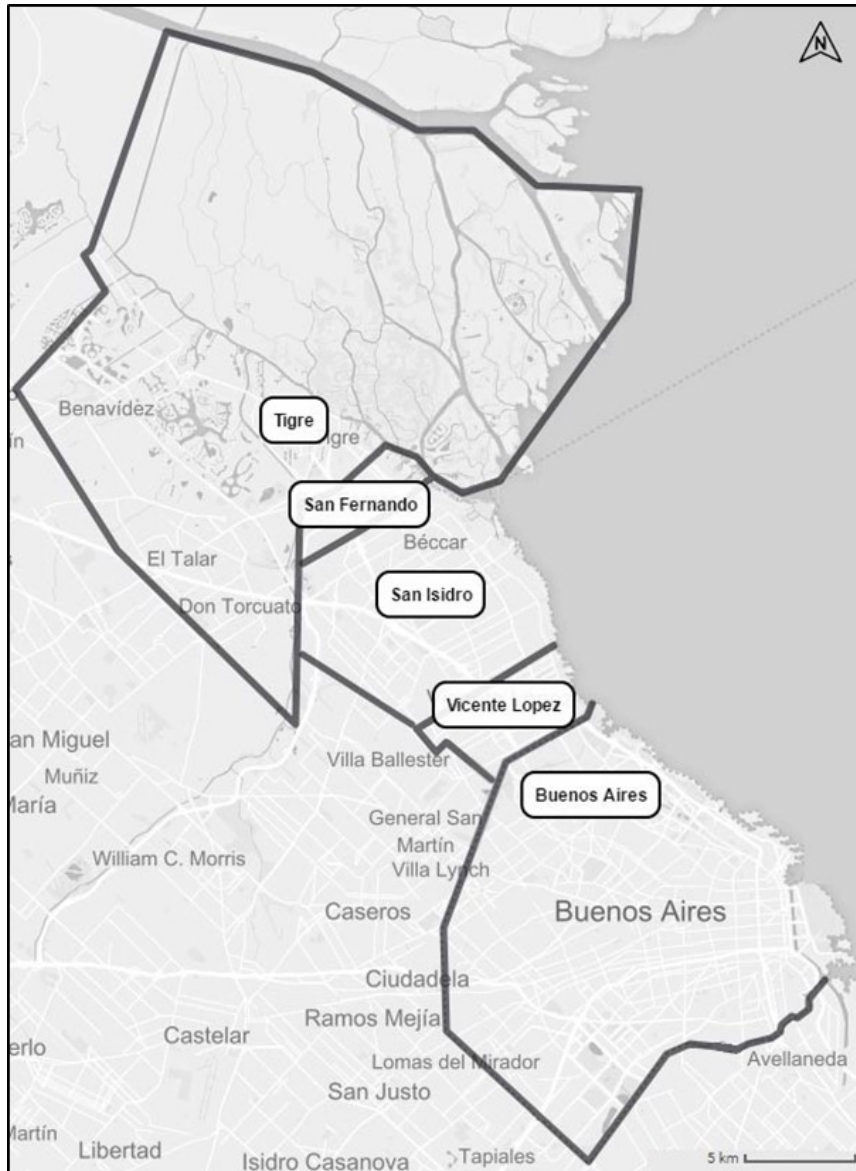 N
Benavídez
Tigre
igre
San Fernando
Béccar
El Talar
San Isidro
Don Torcuato
Vicente Lopez
an Miguel
Villa Ballester
Muñiz
Buenos Aires
María
General San
Martín
William C. Morris
Villa Lynch
Caseros
Buenos Aires
Ciudadela
Ramos Mejía
Castelar
erlo
Lomas del Mirador
Avellaneda
San Justo
Martín
Libertad
Isidro Casanova
Tapiales
5 km